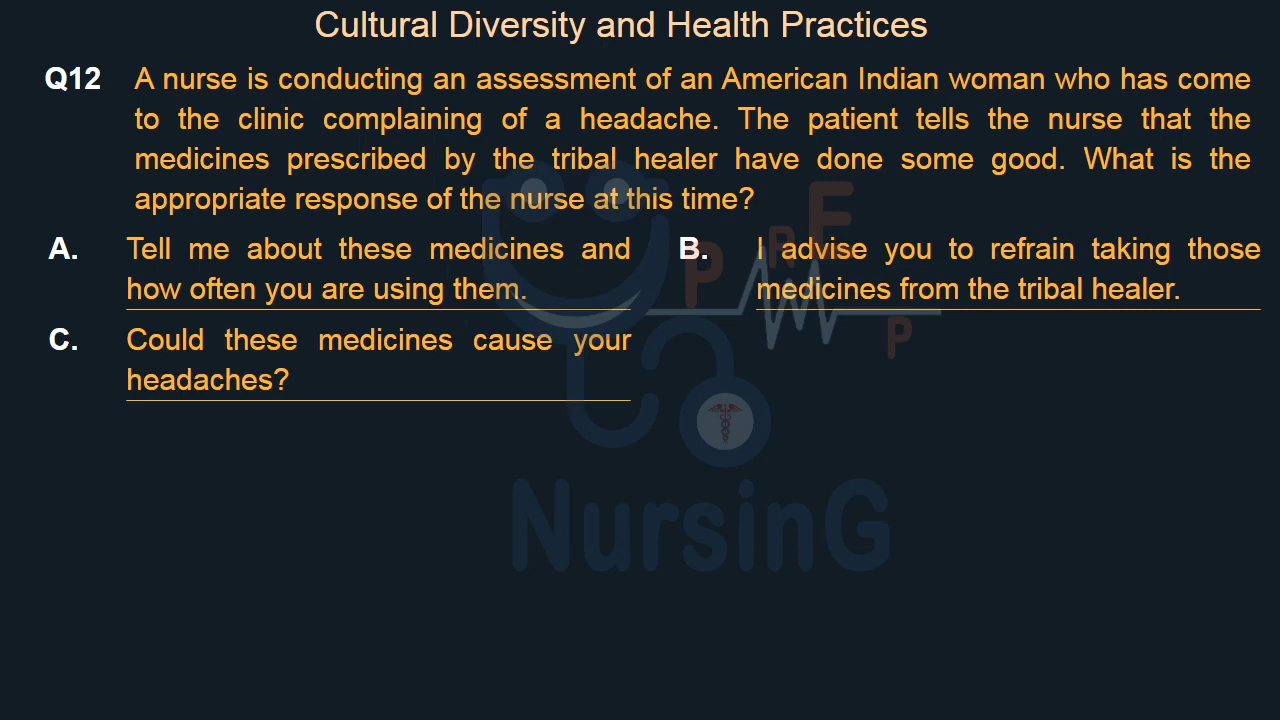 Cultural Diversity and Health Practices
Q12 A nurse is conducting an assessment of an American Indian woman who has come
to the clinic complaining of a headache. The patient tells the nurse that the
medicines prescribed by the tribal healer have done some good. What is the
appropriate response of the nurse at this time?
A. Tell me about these medicines and
how often you are using them.
B. I advise you to refrain taking those
medicines from the tribal healer.
C. Could these medicines cause your
headaches?
PREP
NursinG